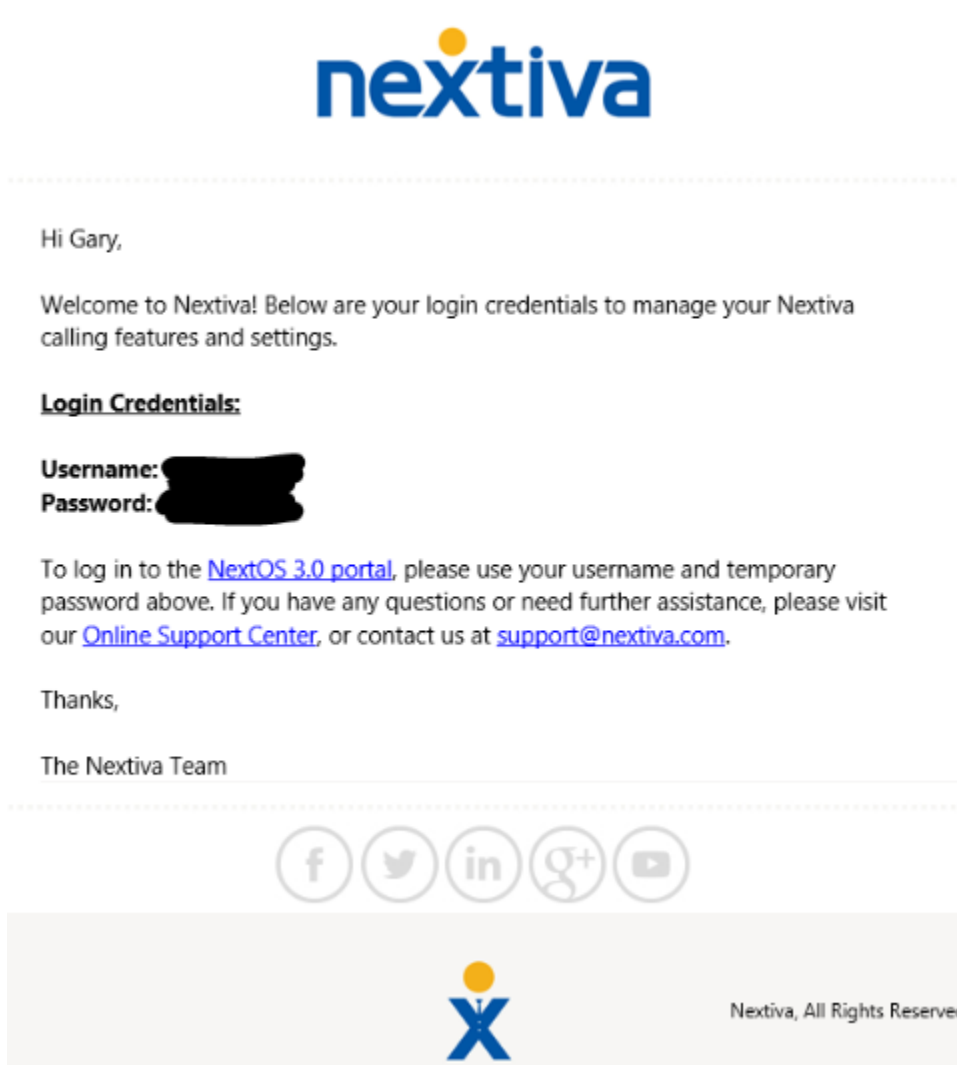 nextiva
Hi Gary,
Welcome to Nextiva! Below are your login credentials to manage your Nextiva
calling features and settings.
Login Credentials:
Username:
Password:
To log in to the NextOS 3.0 portal, please use your username and temporary
password above. If you have any questions or need further assistance, please visit
our Online Support Center, or contact us at support@nextiva.com.
Thanks,
The Nextiva Team
f in g+
Nextiva, All Rights Reserved